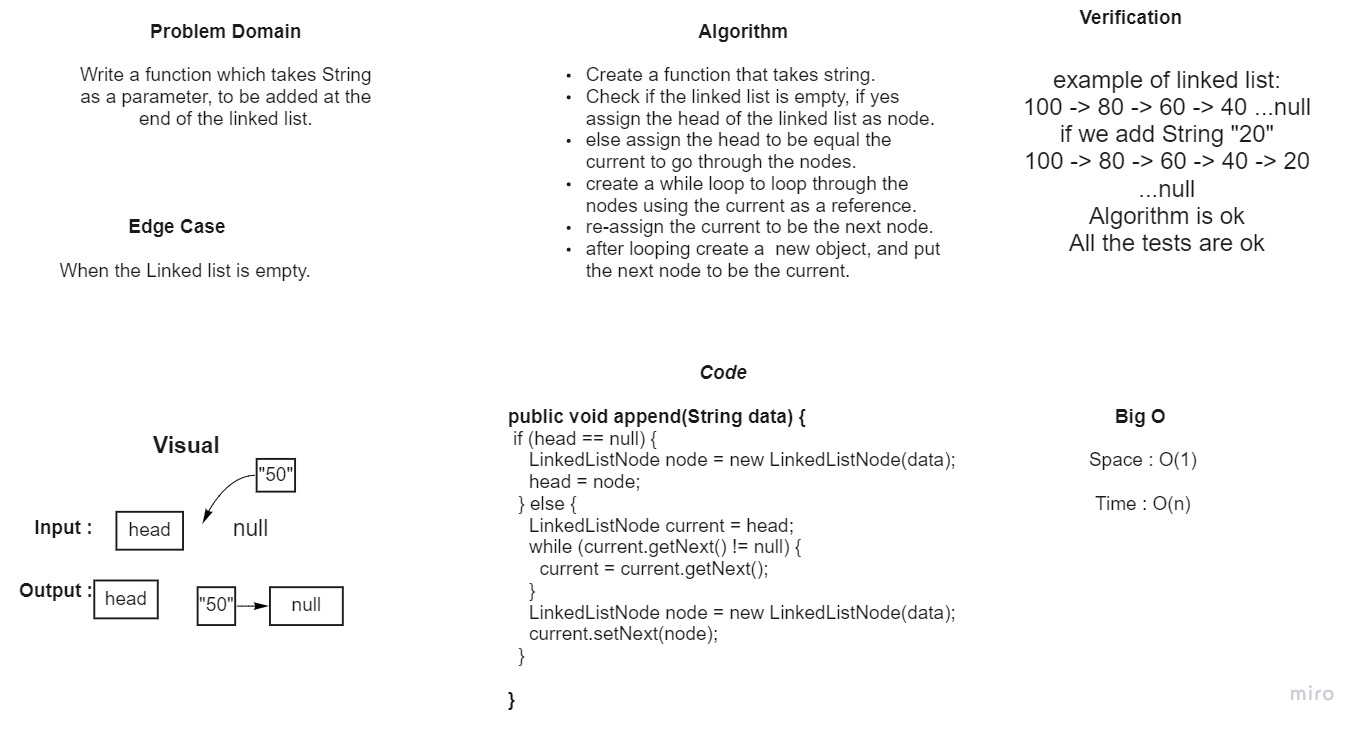 Problem Domain
Write a function which takes String
as a parameter, to be added at the
end of the linked list.
Edge Case
When the Linked list is empty.
Algorithm
• Create a function that takes string.
• Check if the linked list is empty, if yes
assign the head of the linked list as node.
• else assign the head to be equal the
current to go through the nodes.
• create a while loop to loop through the
nodes using the current as a reference.
• re-assign the current to be the next node.
• after looping create a  new object, and put
the next node to be the current.
Verification
example of linked list:
100 -> 80 -> 60 -> 40 ...null
if we add String "20"
100 -> 80 -> 60 -> 40 -> 20
...null
Algorithm is ok
All the tests are ok
Visual
"50"
Input :
head
null
Output :
head
"50"
null
Code
public void append(String data) {
if (head == null) {
LinkedListNode node = new LinkedListNode(data);
head = node;
} else {
LinkedListNode current = head;
while (current.getNext() != null) {
current = current.getNext();
}
LinkedListNode node = new LinkedListNode(data);
current.setNext(node);
}
}
Big O
Space : O(1)
Time : O(n)
miro